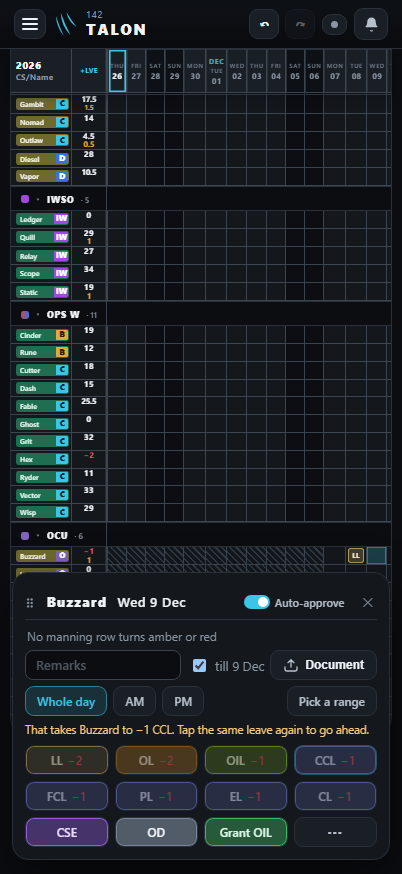 142
TALON
2026
CS/Name
+LVE
THU 26
FRI 27
SAT 28
SUN 29
MON 30
DEC TUE 01
WED 02
THU 03
FRI 04
SAT 05
SUN 06
MON 07
TUE 08
WED 09
Gambit C 17.5 1.5
Nomad C 14
Outlaw C 4.5 0.5
Diesel D 28
Vapor D 10.5
· IWSO · 5
Ledger IW 0
Quill IW 29 1
Relay IW 27
Scope IW 34
Static IW 19 1
· OPS W · 11
Cinder B 19
Rune B 12
Cutter C 18
Dash C 15
Fable C 25.5
Ghost C 0
Grit C 32
Hex C −2
Ryder C 11
Vector C 33
Wisp C 29
· OCU · 6
Buzzard O −1 1 LL
0
Buzzard Wed 9 Dec Auto-approve
No manning row turns amber or red
Remarks till 9 Dec Document
Whole day AM PM Pick a range
That takes Buzzard to −1 CCL. Tap the same leave again to go ahead.
LL −2 OL −2 OIL −1 CCL −1
FCL −1 PL −1 EL −1 CL −1
CSE OD Grant OIL ---